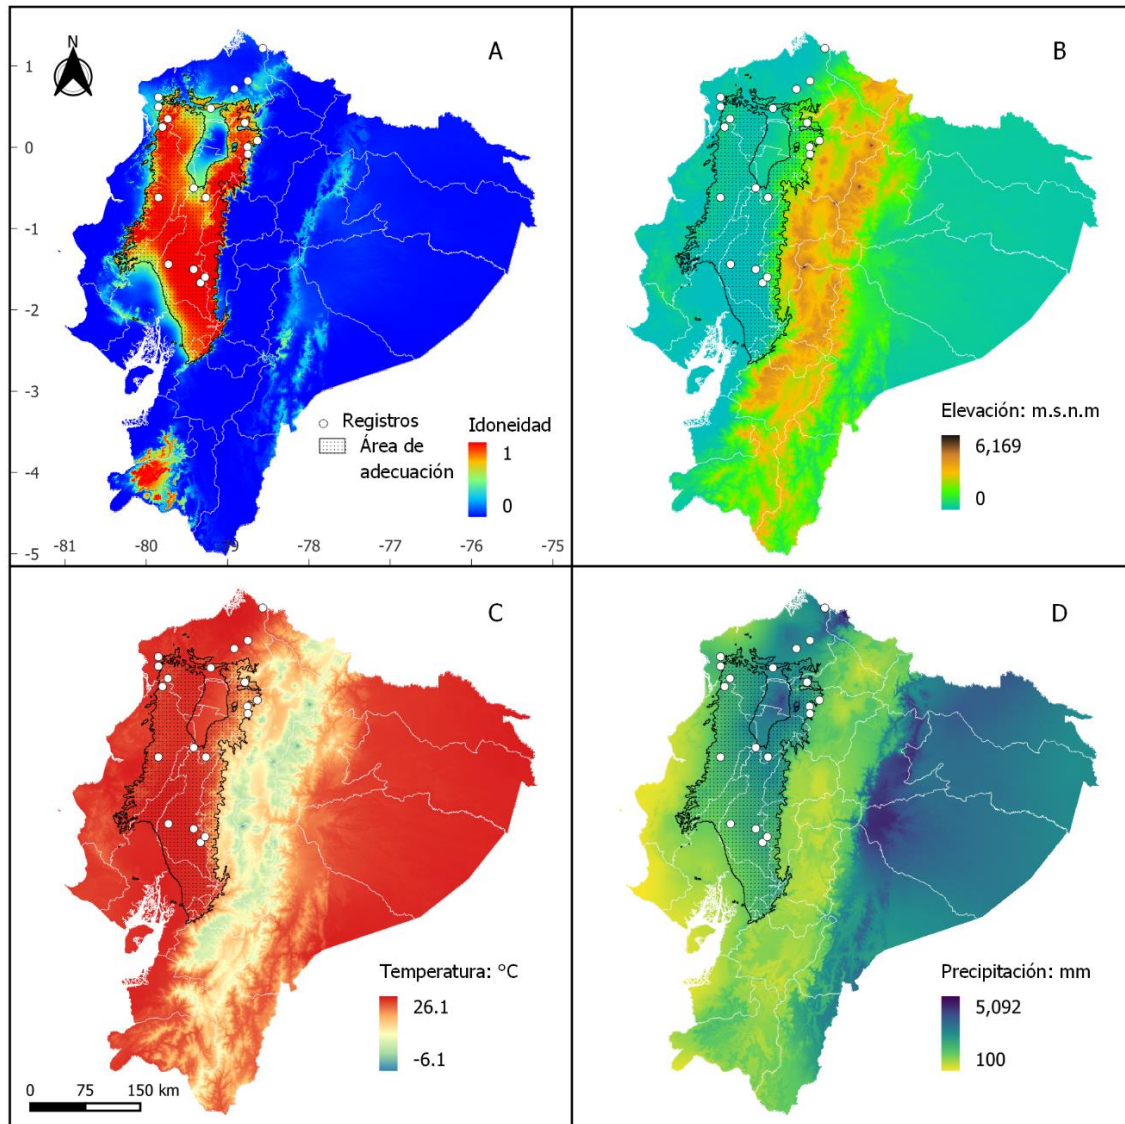 N
A
1
0
-1
-2
-3
-4
-5
Registros
Área de
adecuación
Idoneidad
1
0
-81
-80
-79
-78
-77
-76
-75
B
Elevación: m.s.n.m
6,169
0
C
Temperatura: °C
26.1
-6.1
0 75 150 km
D
Precipitación: mm
5,092
100